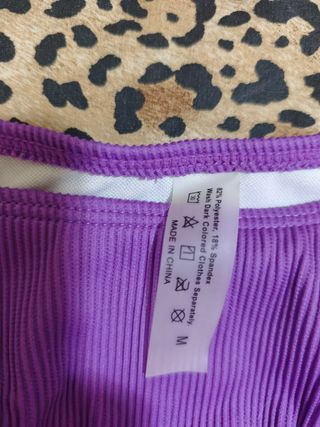 82% Polyester, 18% Spandex
Wash Dark Colored Clothes Separately.
MADE IN CHINA
M